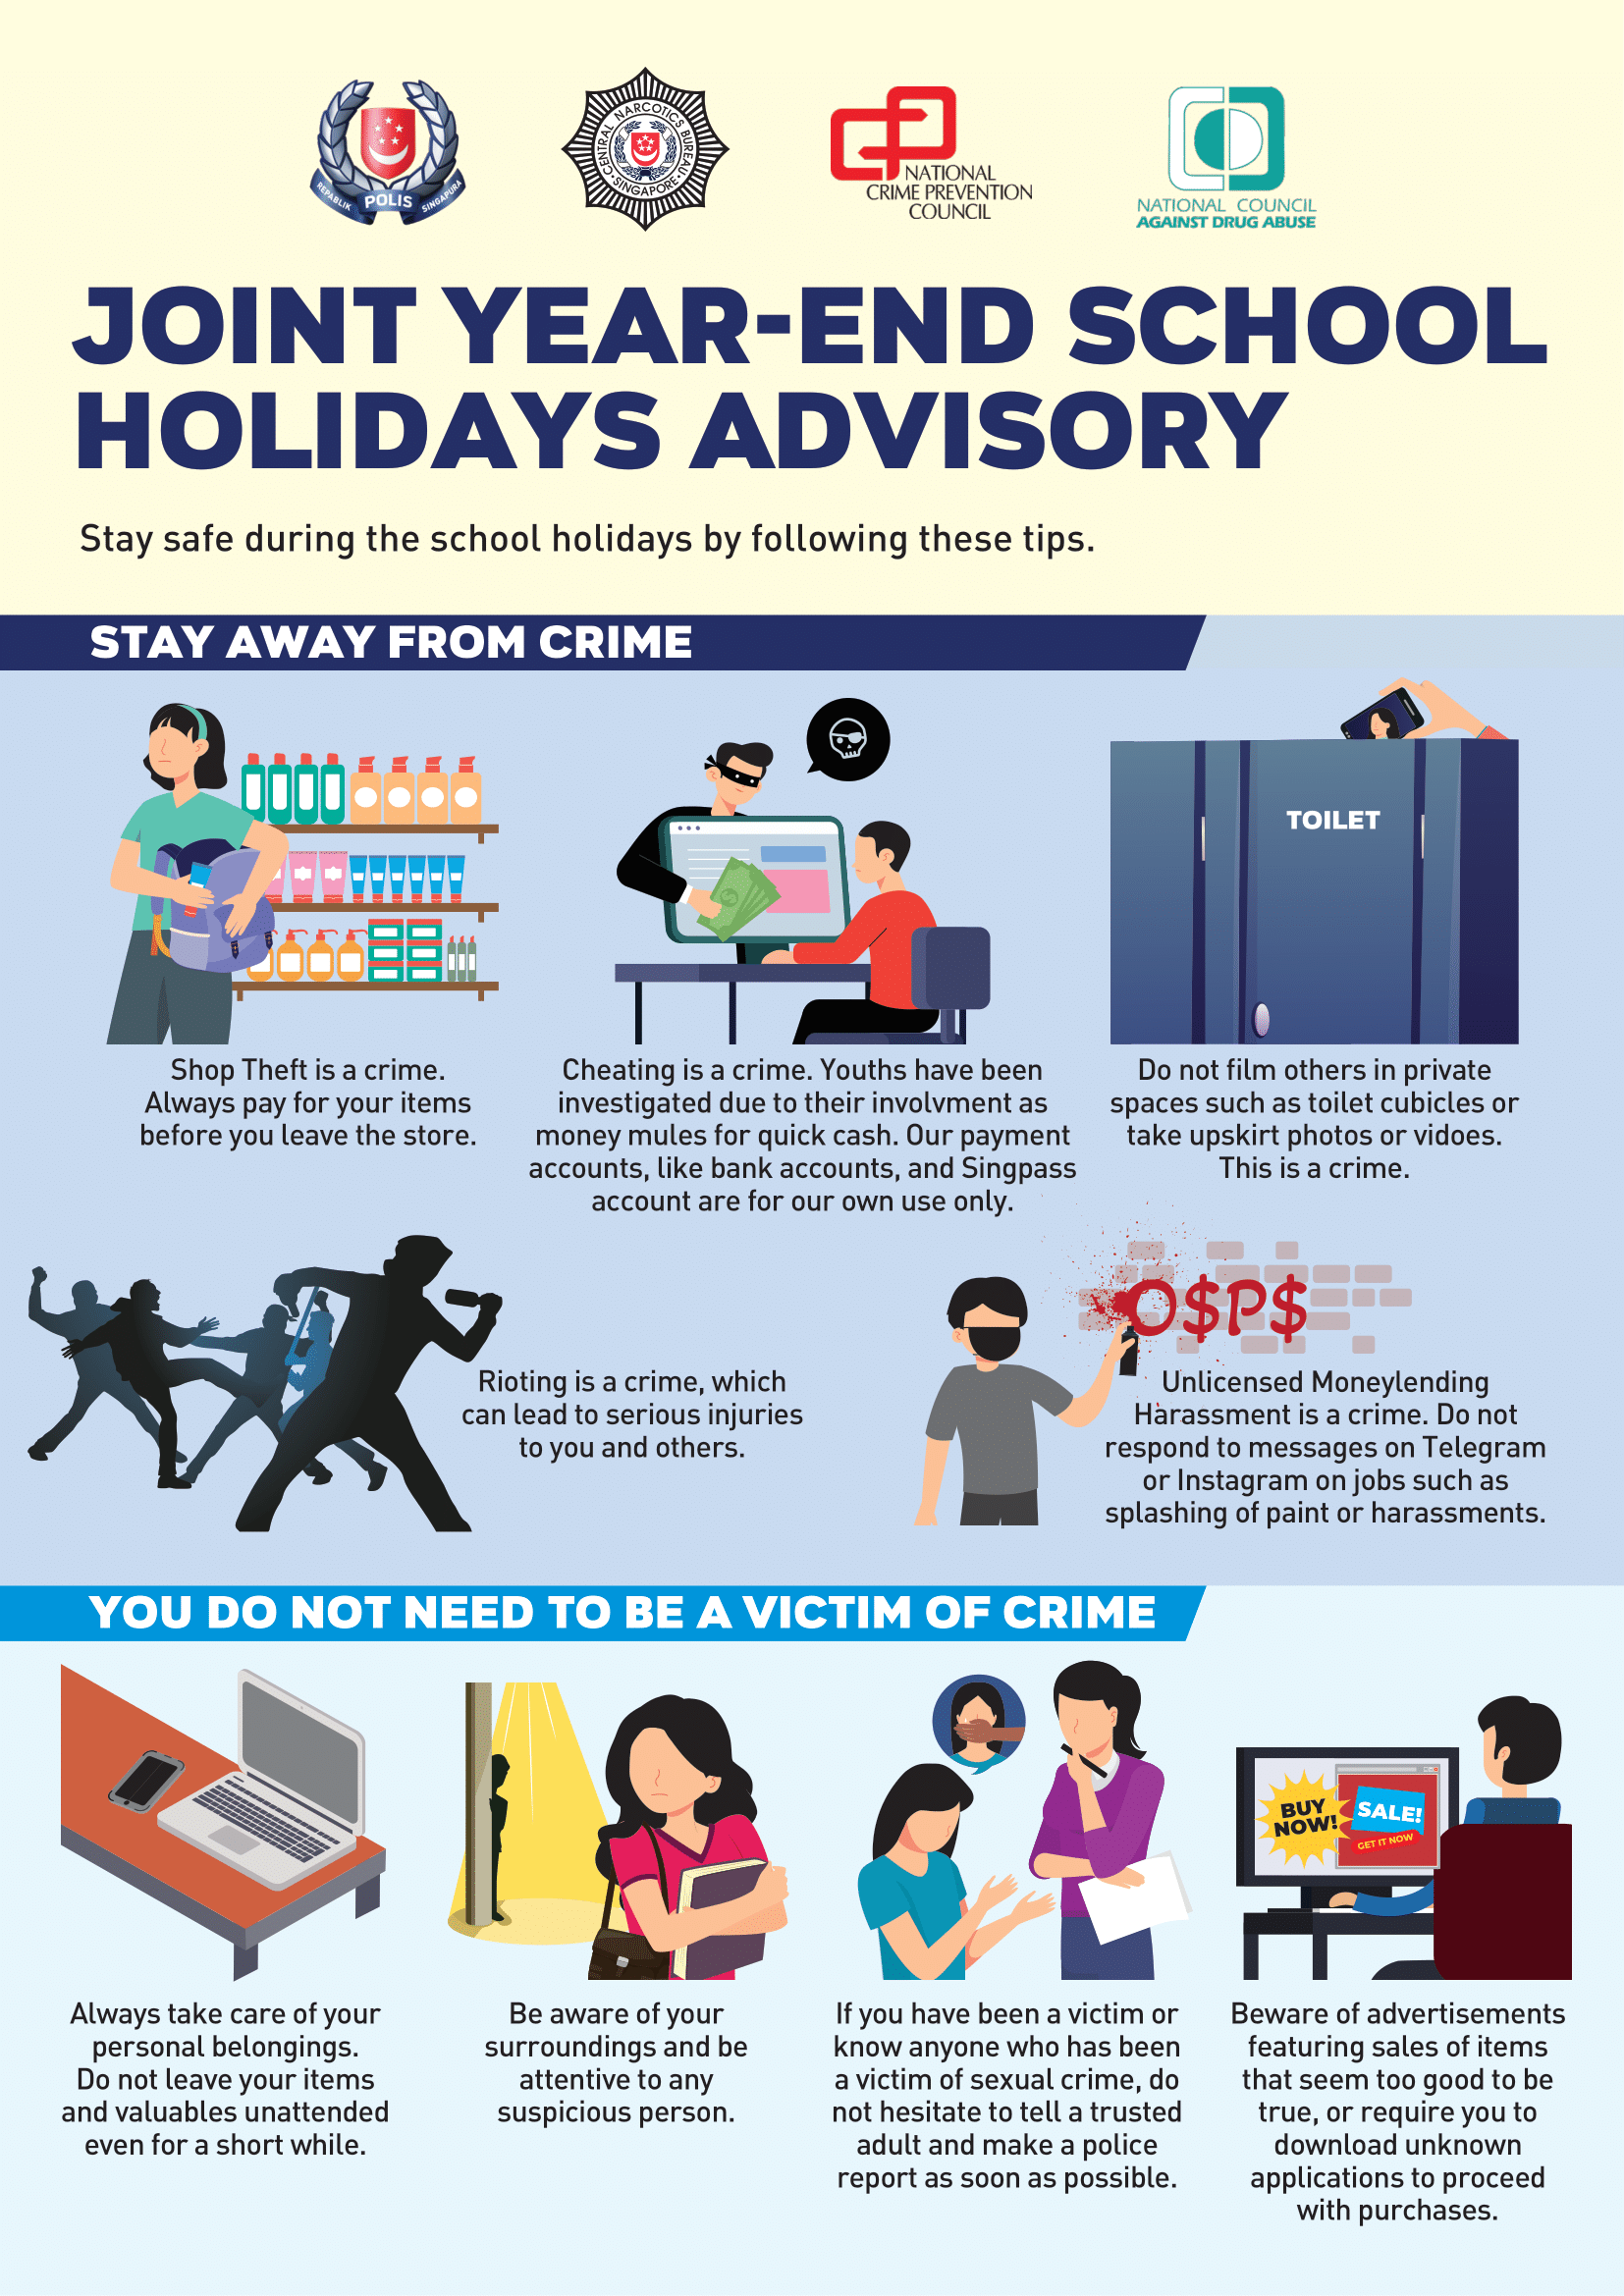 REPABLIK POLIS SINGAPURA
CENTRAL NARCOTICS BUREAU
• SINGAPORE •
NATIONAL
CRIME PREVENTION
COUNCIL
NATIONAL COUNCIL
AGAINST DRUG ABUSE
JOINT YEAR-END SCHOOL
HOLIDAYS ADVISORY
Stay safe during the school holidays by following these tips.
STAY AWAY FROM CRIME
TOILET
Shop Theft is a crime.
Always pay for your items
before you leave the store.
Cheating is a crime. Youths have been
investigated due to their involvment as
money mules for quick cash. Our payment
accounts, like bank accounts, and Singpass
account are for our own use only.
Do not film others in private
spaces such as toilet cubicles or
take upskirt photos or vidoes.
This is a crime.
Rioting is a crime, which
can lead to serious injuries
to you and others.
O$P$
Unlicensed Moneylending
Harassment is a crime. Do not
respond to messages on Telegram
or Instagram on jobs such as
splashing of paint or harassments.
YOU DO NOT NEED TO BE A VICTIM OF CRIME
BUY
NOW!
SALE!
GET IT NOW
Always take care of your
personal belongings.
Do not leave your items
and valuables unattended
even for a short while.
Be aware of your
surroundings and be
attentive to any
suspicious person.
If you have been a victim or
know anyone who has been
a victim of sexual crime, do
not hesitate to tell a trusted
adult and make a police
report as soon as possible.
Beware of advertisements
featuring sales of items
that seem too good to be
true, or require you to
download unknown
applications to proceed
with purchases.